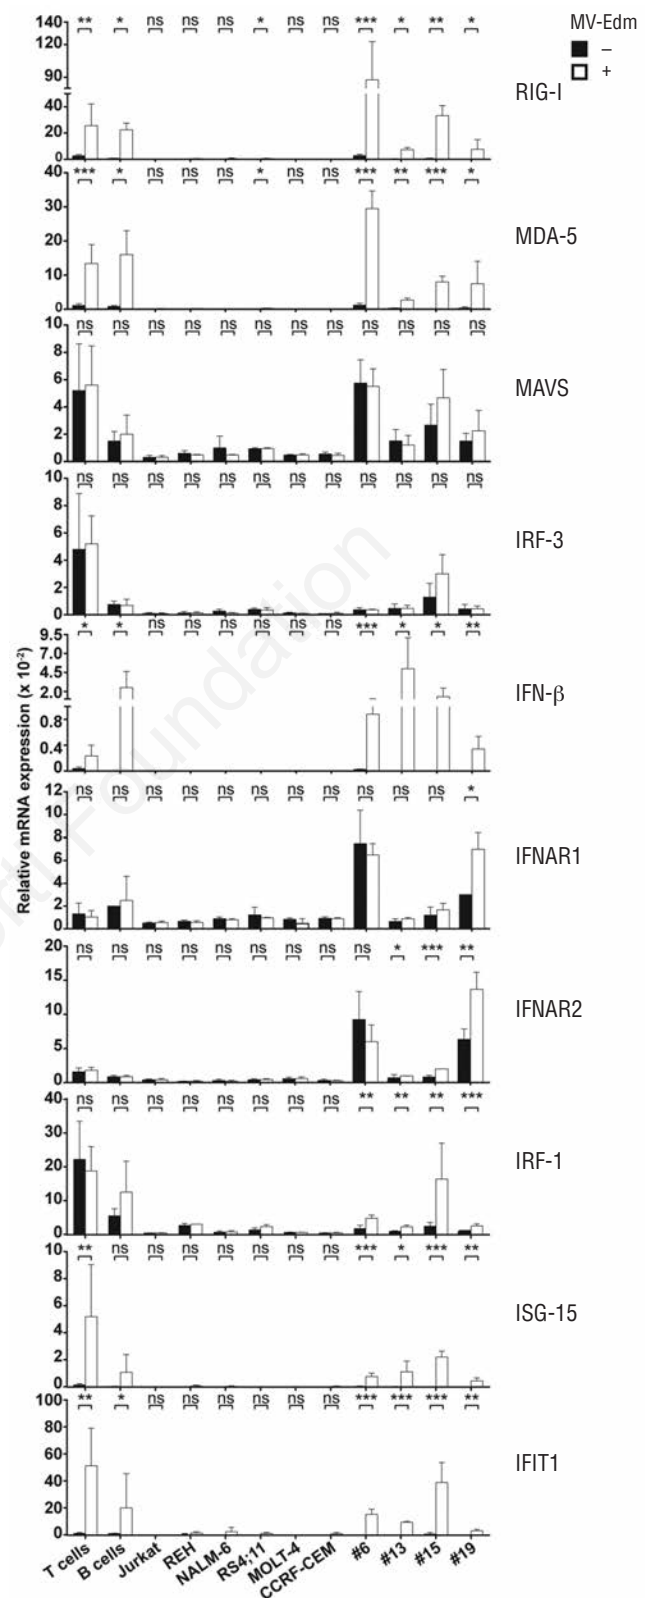 MV-Edm
–
+
140 ** * ns ns ns * ns ns *** * ** *
120
90
40
20
0
RIG-I
40 *** * ns ns ns * ns ns *** ** *** *
30
20
10
0
MDA-5
10 ns ns ns ns ns ns ns ns ns ns ns ns
8
6
4
2
0
MAVS
10 ns ns ns ns ns ns ns ns ns ns ns ns
8
6
4
2
0
IRF-3
* * ns ns ns ns ns ns *** * * **
9.5
7.0
4.5
2.0
0.8
0.4
0
IFN-β
12 ns ns ns ns ns ns ns ns ns ns ns *
10
8
6
4
2
0
IFNAR1
20 ns ns ns ns ns ns ns ns ns * *** **
15
10
5
0
IFNAR2
40 ns ns ns ns ns ns ns ns ** ** ** ***
30
20
10
0
IRF-1
10 ** ns ns ns ns ns ns ns *** * *** **
8
6
4
2
0
ISG-15
100 ** * ns ns ns ns ns ns *** *** *** **
80
60
40
20
0
IFIT1
T cells B cells Jurkat REH NALM-6 RS4;11 MOLT-4 CCRF-CEM #6 #13 #15 #19
Relative mRNA expression (x 10⁻²)
Foundation